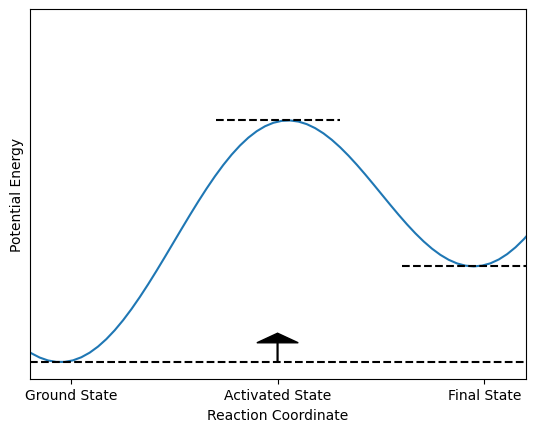 Potential Energy
Ground State
Activated State
Final State
Reaction Coordinate